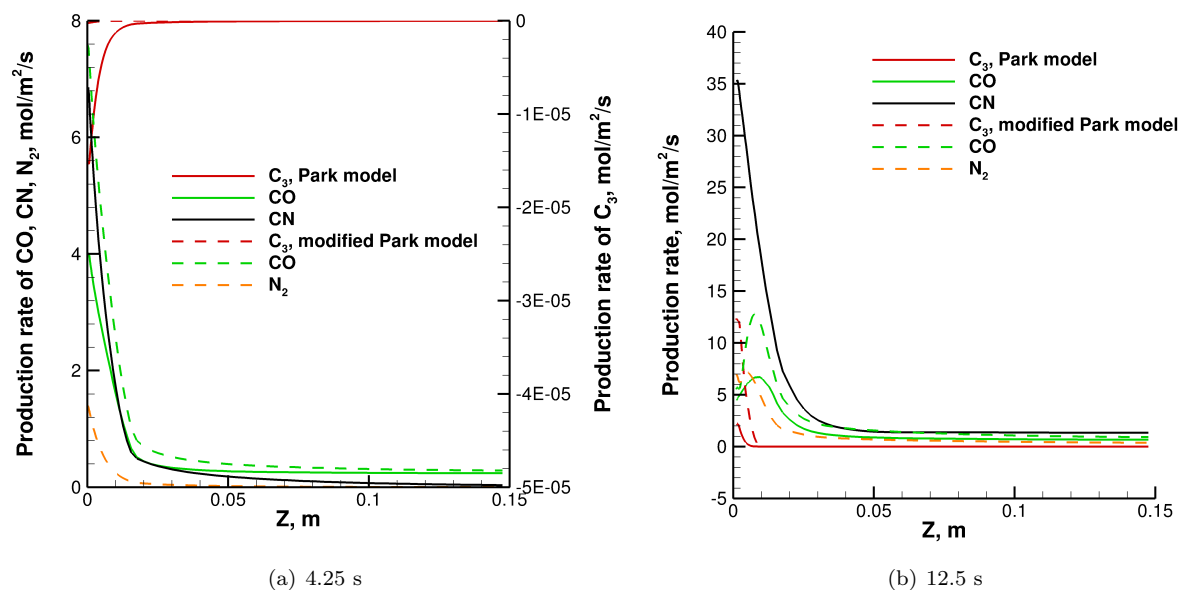 Production rate of CO, CN, N₂, mol/m²/s
8
6
4
2
0
0
-1E-05
-2E-05
-3E-05
-4E-05
-5E-05
Production rate of C₃, mol/m²/s
C₃, Park model
CO
CN
C₃, modified Park model
CO
N₂
0
0.05
0.1
0.15
Z, m
(a) 4.25 s
Production rate, mol/m²/s
40
35
30
25
20
15
10
5
0
-5
C₃, Park model
CO
CN
C₃, modified Park model
CO
N₂
0
0.05
0.1
0.15
Z, m
(b) 12.5 s